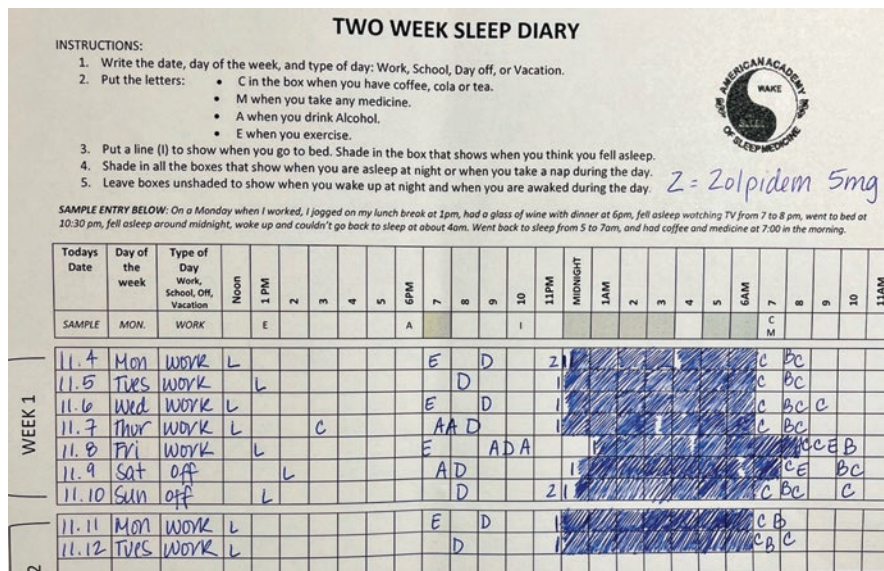 TWO WEEK SLEEP DIARY
INSTRUCTIONS:
1. Write the date, day of the week, and type of day: Work, School, Day off, or Vacation.
2. Put the letters: • C in the box when you have coffee, cola or tea.
• M when you take any medicine.
• A when you drink Alcohol.
• E when you exercise.
3. Put a line (I) to show when you go to bed. Shade in the box that shows when you think you fell asleep.
4. Shade in all the boxes that show when you are asleep at night or when you take a nap during the day.
5. Leave boxes unshaded to show when you wake up at night and when you are awaked during the day.
AMERICAN ACADEMY
WAKE
OF SLEEP MEDICINE
Z = Zolpidem 5mg
SAMPLE ENTRY BELOW: On a Monday when I worked, I jogged on my lunch break at 1pm, had a glass of wine with dinner at 6pm, fell asleep watching TV from 7 to 8 pm, went to bed at
10:30 pm, fell asleep around midnight, woke up and couldn't go back to sleep at about 4am. Went back to sleep from 5 to 7am, and had coffee and medicine at 7:00 in the morning.
Todays Date Day of the week Type of Day Work, School, Off, Vacation Noon 1 PM 2 3 4 5 6PM 7 8 9 10 11PM MIDNIGHT 1AM 2 3 4 5 6AM 7 8 9 10 11AM
SAMPLE MON. WORK E A I C M
WEEK 1
11.4 Mon work L E D Z I C BC
11.5 Tues work L D I C BC
11.6 Wed work L E D I C BC C
11.7 Thur work L C AA D I C BC
11.8 Fri work L E A D A C C E B
11.9 Sat off L A D I C E BC
11.10 Sun off L D Z I C BC C
2
11.11 Mon work L E D I C B
11.12 Tues work L D I C B C